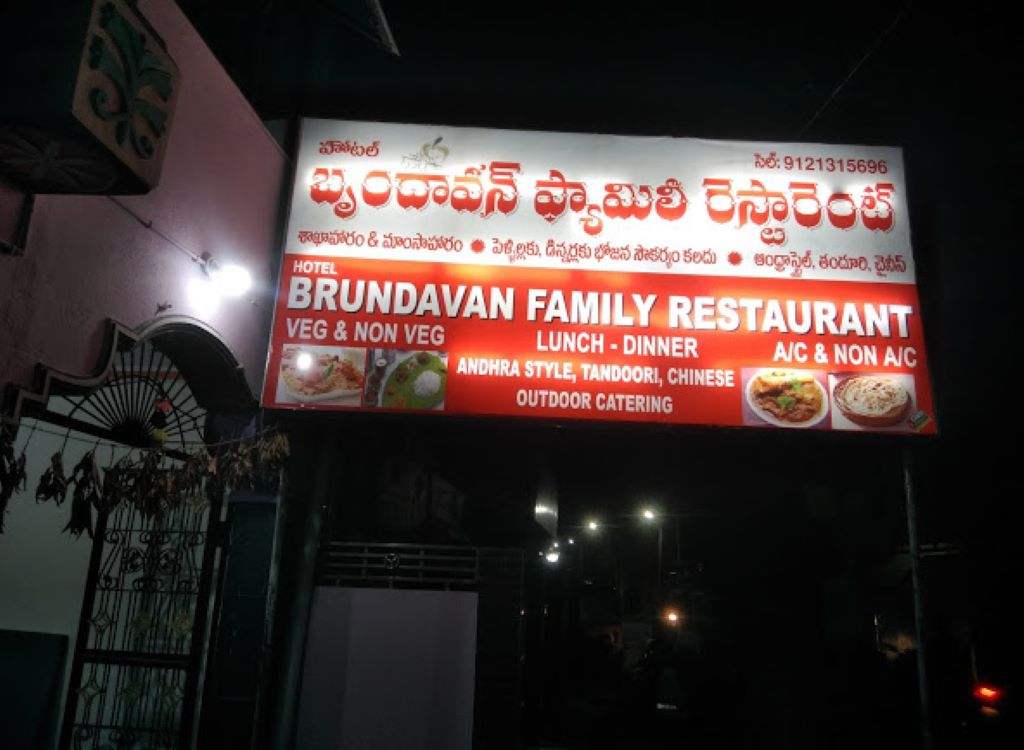 హోటల్
సెల్: 9121315696
బృందావన్ ఫ్యామిలీ రెస్టారెంట్
శాఖాహారం & మాంసాహారం ✹ పెళ్ళిళ్లకు, డిన్నర్లకు భోజన సౌకర్యం కలదు ✹ ఆంధ్రాస్టైల్, తందూరి, చైనీస్
HOTEL
BRUNDAVAN FAMILY RESTAURANT
VEG & NON VEG
LUNCH - DINNER
A/C & NON A/C
ANDHRA STYLE, TANDOORI, CHINESE
OUTDOOR CATERING